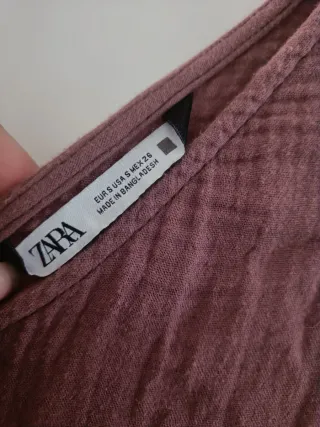 ZARA
EUR S USA S MEX 26
MADE IN BANGLADESH